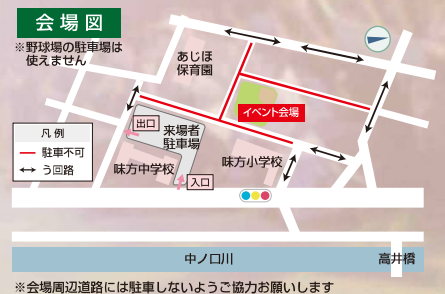 会場図
※野球場の駐車場は
使えません
あじほ
保育園
イベント会場
凡例
駐車不可
う回路
出口
来場者
駐車場
味方中学校
入口
味方小学校
中ノ口川
高井橋
※会場周辺道路には駐車しないようご協力お願いします